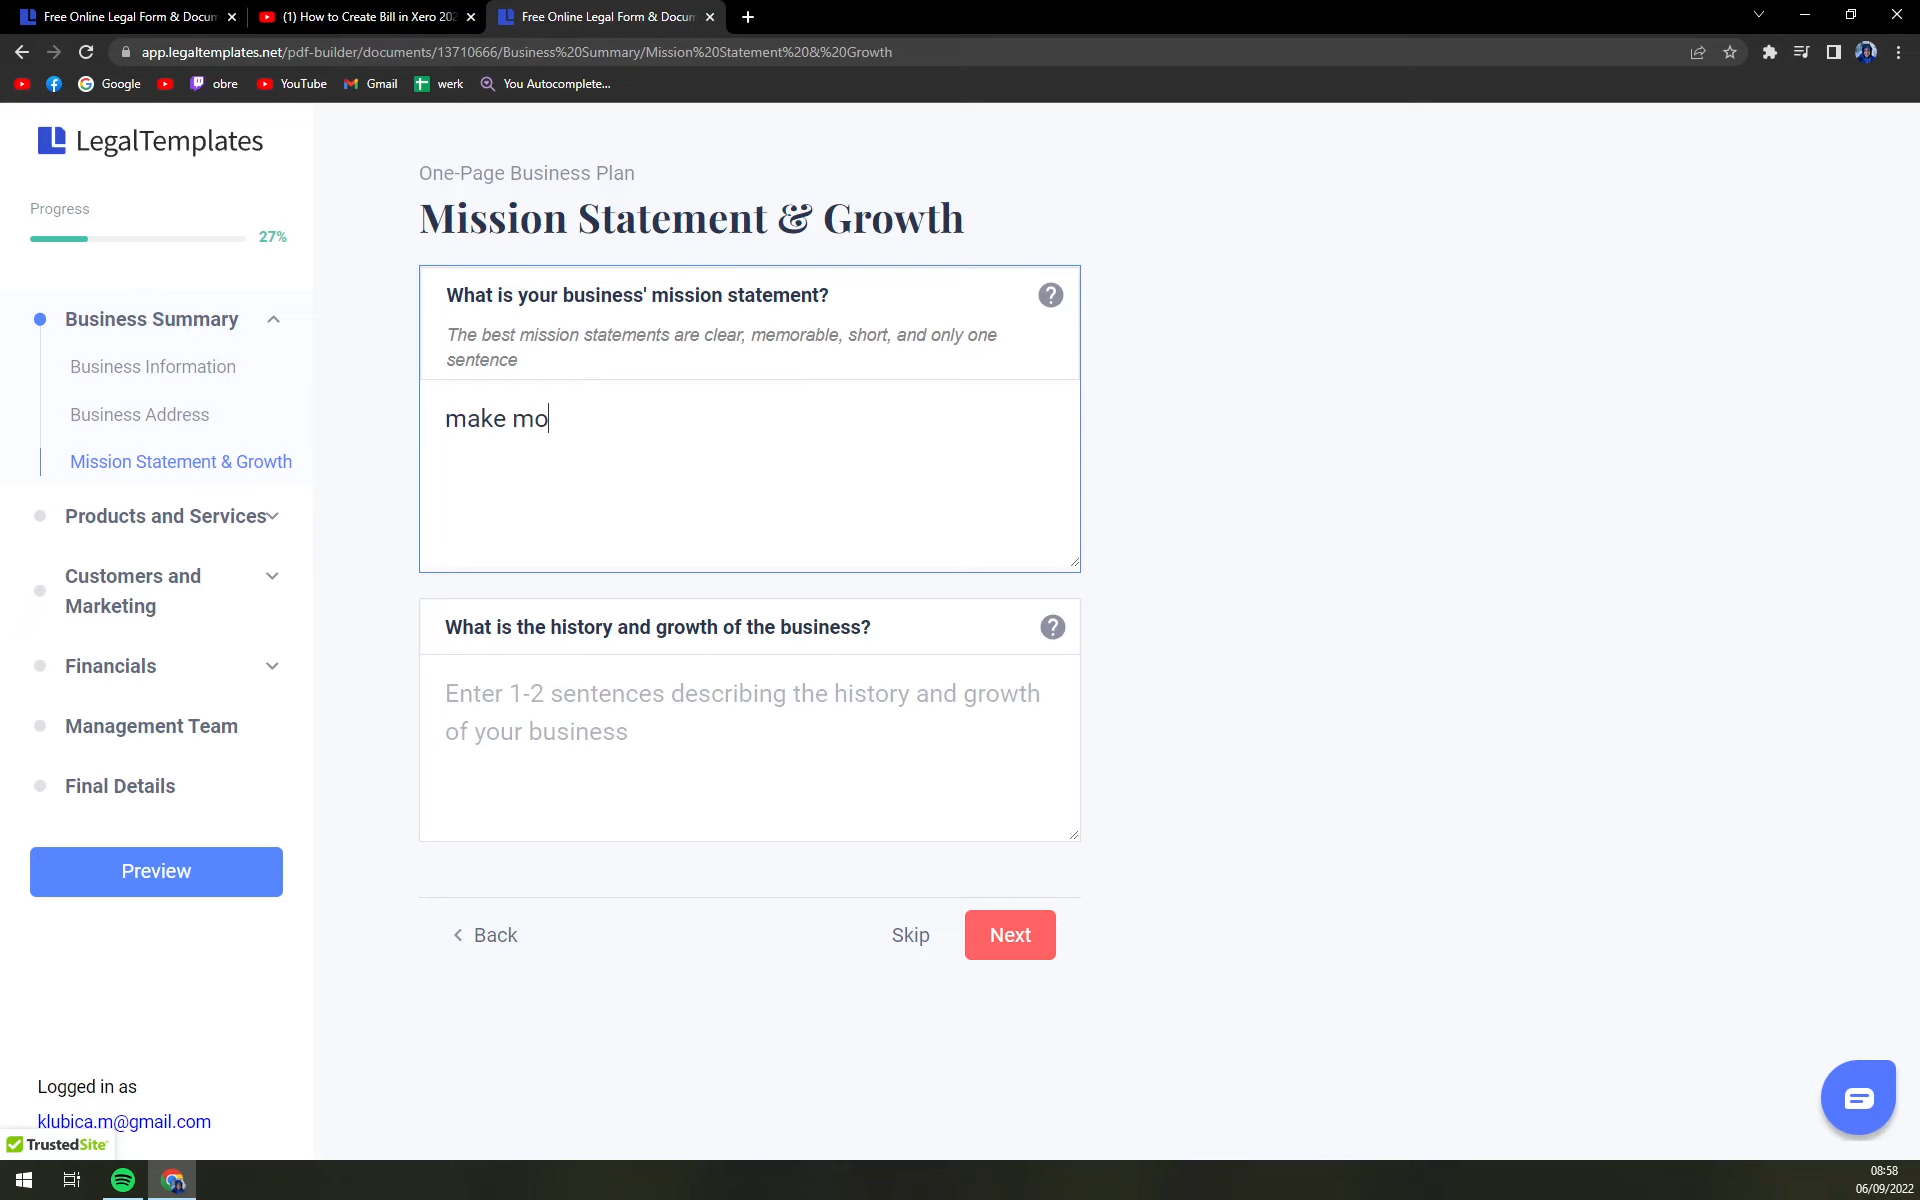 Free Online Legal Form & Docum
(1) How to Create Bill in Xero 202
Free Online Legal Form & Docum
app.legaltemplates.net/pdf-builder/documents/13710666/Business%20Summary/Mission%20Statement%20&%20Growth
Google
obre
YouTube
Gmail
werk
You Autocomplete...
LegalTemplates
Progress
27%
Business Summary
Business Information
Business Address
Mission Statement & Growth
Products and Services
Customers and
Marketing
Financials
Management Team
Final Details
Preview
Logged in as
klubica.m@gmail.com
TrustedSite
One-Page Business Plan
Mission Statement & Growth
What is your business' mission statement?
?
The best mission statements are clear, memorable, short, and only one
sentence
make mo
What is the history and growth of the business?
?
Enter 1-2 sentences describing the history and growth
of your business
Back
Skip
Next
08:58
06/09/2022